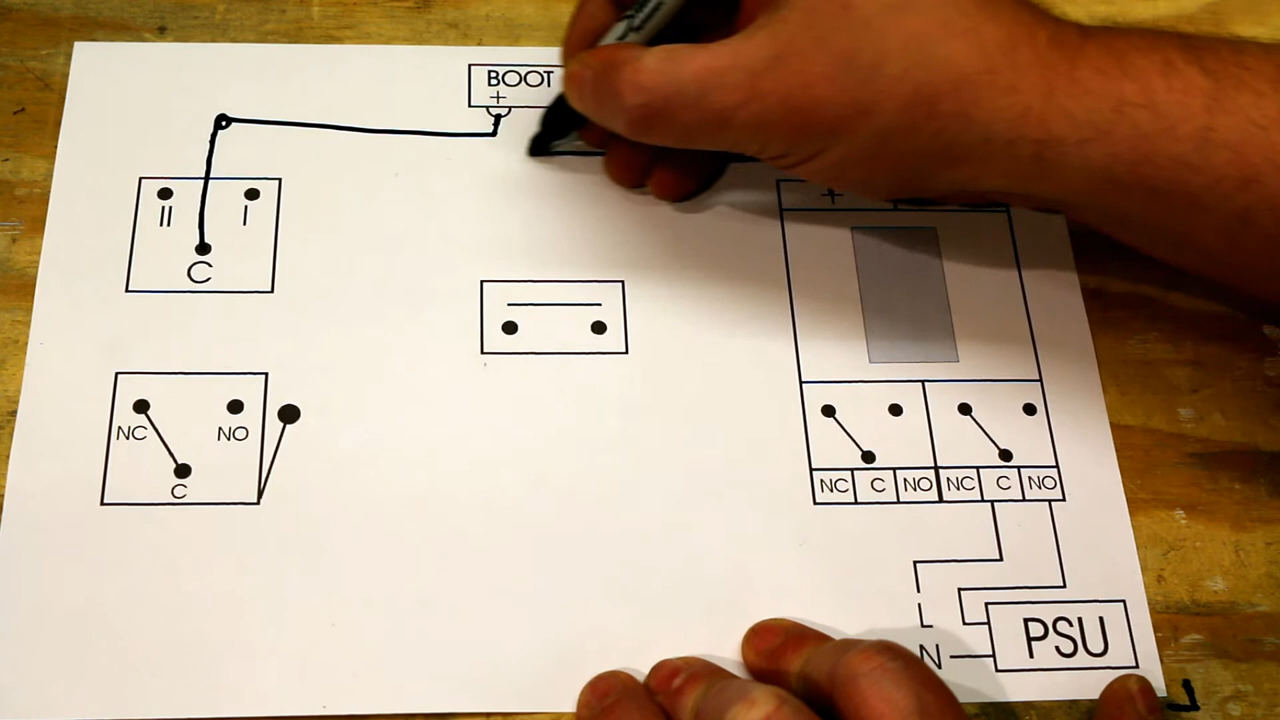 BOOT
+
+
II I
C
NC NO
C
NC C NO NC C NO
L
N PSU